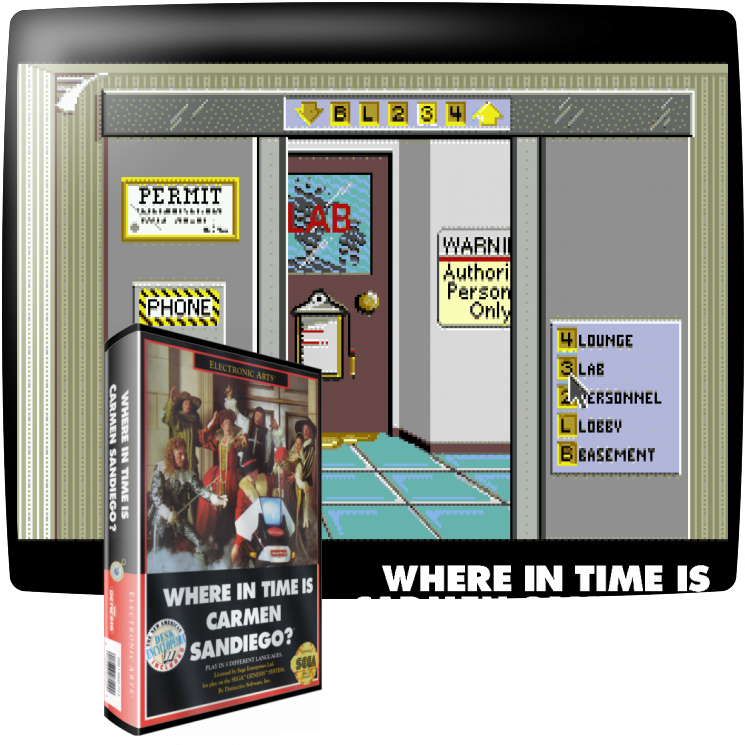 B L 2 3 4
PERMIT
LAB
PHONE
WARNI
Authori
Person
Only
4 LOUNGE
3 LAB
2 PERSONNEL
L LOBBY
B BASEMENT
ELECTRONIC ARTS
WHERE IN TIME IS
CARMEN SANDIEGO?
GENESIS
ELECTRONIC ARTS
WHERE IN TIME IS
CARMEN
SANDIEGO?
THE NEW AMERICAN
DESK
ENCYCLOPEDIA
INCLUDED
PLAY IN 5 DIFFERENT LANGUAGES.
Licensed by Sega Enterprises Ltd.
for play on the SEGA GENESIS SYSTEM.
By Distinctive Software, Inc.
SEGA
WHERE IN TIME IS